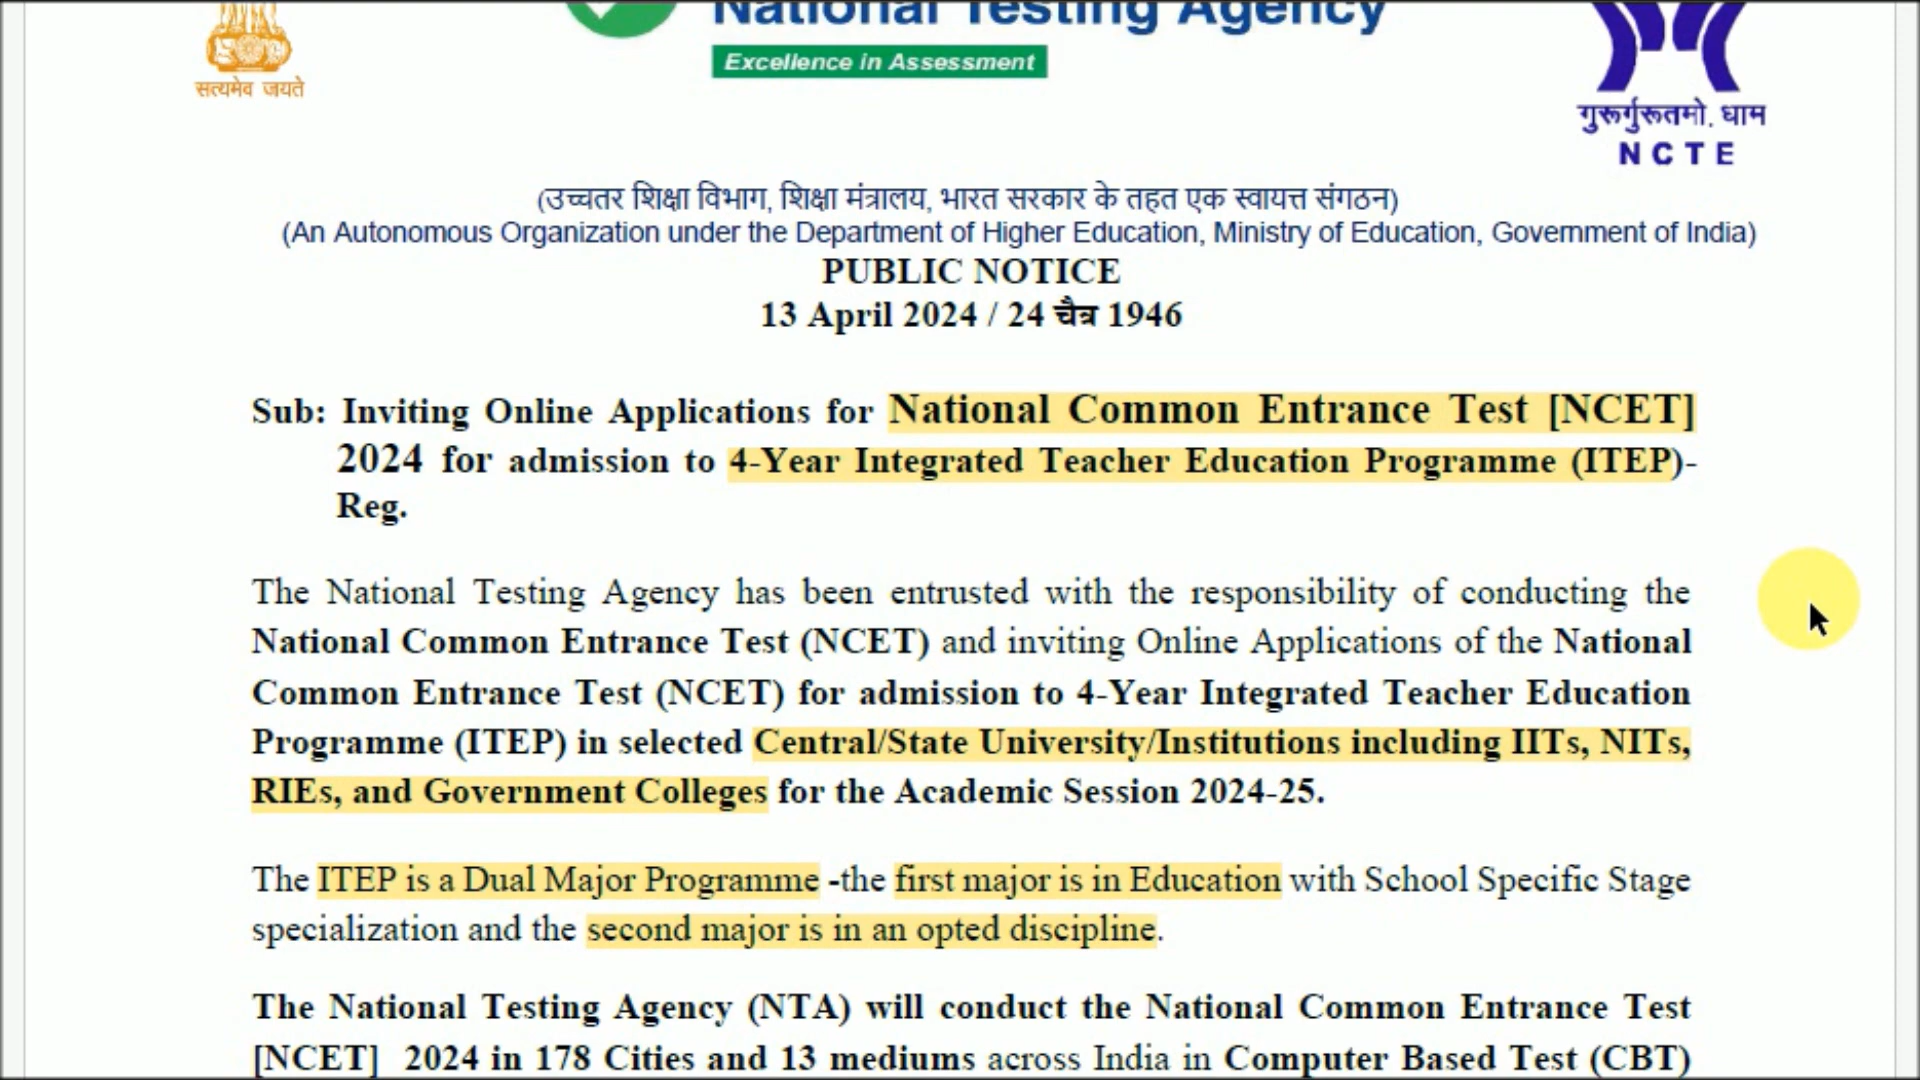 National Testing Agency
Excellence in Assessment
सत्यमेव जयते
गुरूर्गुरूतमो. धाम
NCTE
(उच्चतर शिक्षा विभाग, शिक्षा मंत्रालय, भारत सरकार के तहत एक स्वायत्त संगठन)
(An Autonomous Organization under the Department of Higher Education, Ministry of Education, Government of India)
PUBLIC NOTICE
13 April 2024 / 24 चैत्र 1946
Sub: Inviting Online Applications for National Common Entrance Test [NCET]
2024 for admission to 4-Year Integrated Teacher Education Programme (ITEP)-
Reg.
The National Testing Agency has been entrusted with the responsibility of conducting the
National Common Entrance Test (NCET) and inviting Online Applications of the National
Common Entrance Test (NCET) for admission to 4-Year Integrated Teacher Education
Programme (ITEP) in selected Central/State University/Institutions including IITs, NITs,
RIEs, and Government Colleges for the Academic Session 2024-25.
The ITEP is a Dual Major Programme -the first major is in Education with School Specific Stage
specialization and the second major is in an opted discipline.
The National Testing Agency (NTA) will conduct the National Common Entrance Test
[NCET] 2024 in 178 Cities and 13 mediums across India in Computer Based Test (CBT)